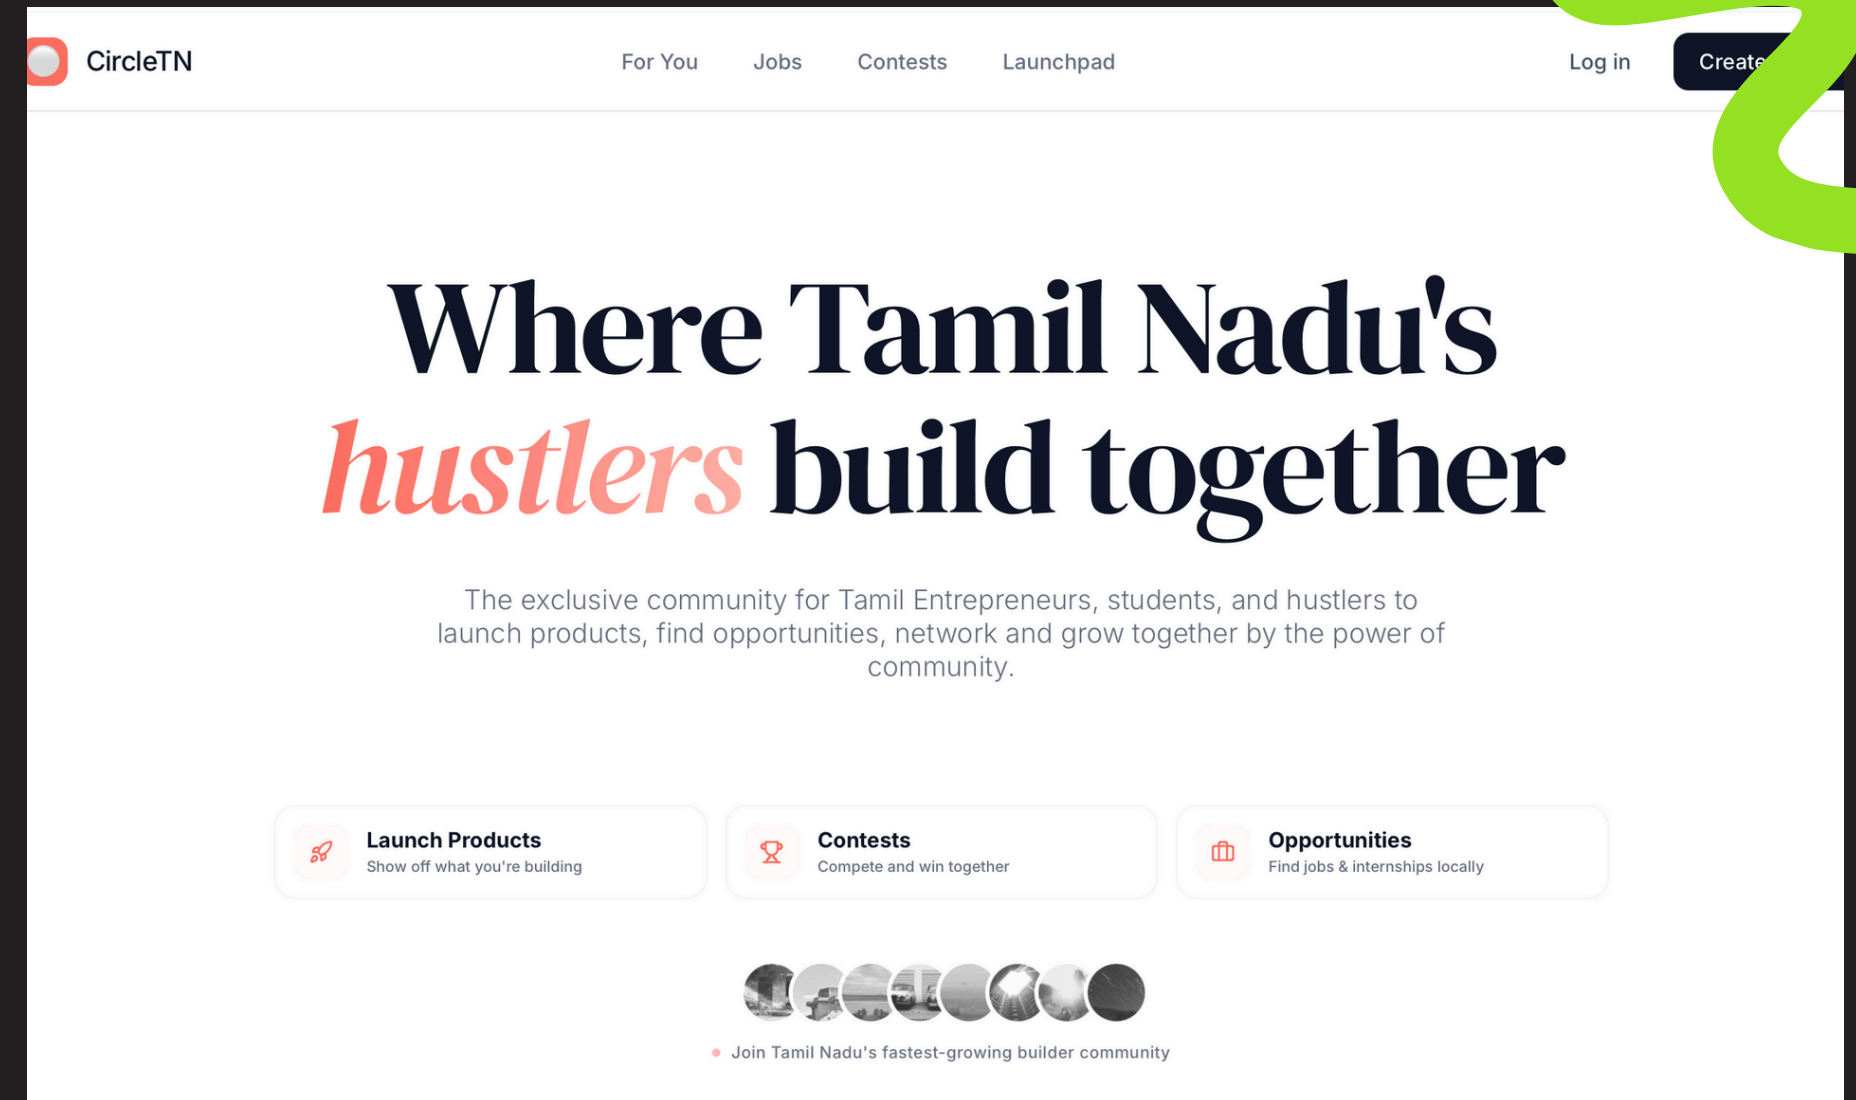 CircleTN
For You
Jobs
Contests
Launchpad
Log in
Create
Where Tamil Nadu's
hustlers build together
The exclusive community for Tamil Entrepreneurs, students, and hustlers to
launch products, find opportunities, network and grow together by the power of
community.
Launch Products
Show off what you're building
Contests
Compete and win together
Opportunities
Find jobs & internships locally
Join Tamil Nadu's fastest-growing builder community